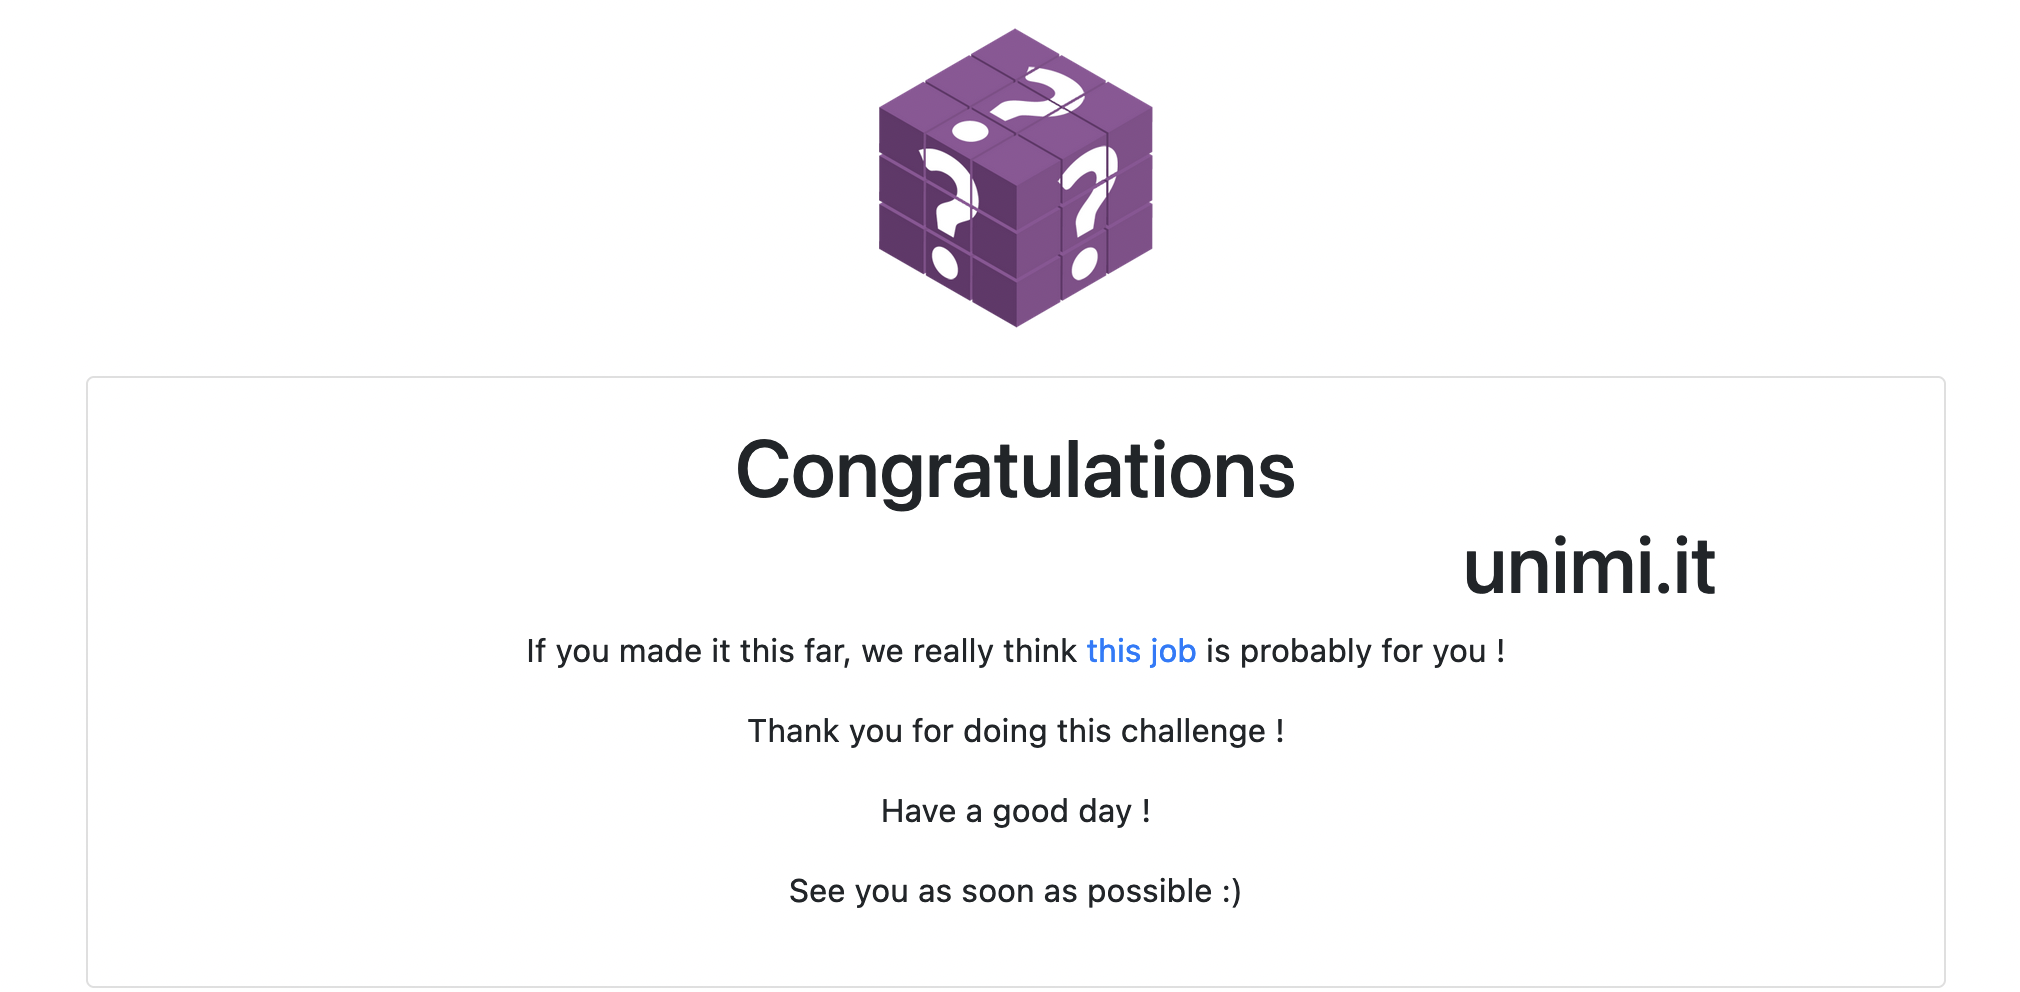 ? ? ?
Congratulations
unimi.it
If you made it this far, we really think this job is probably for you !
Thank you for doing this challenge !
Have a good day !
See you as soon as possible :)